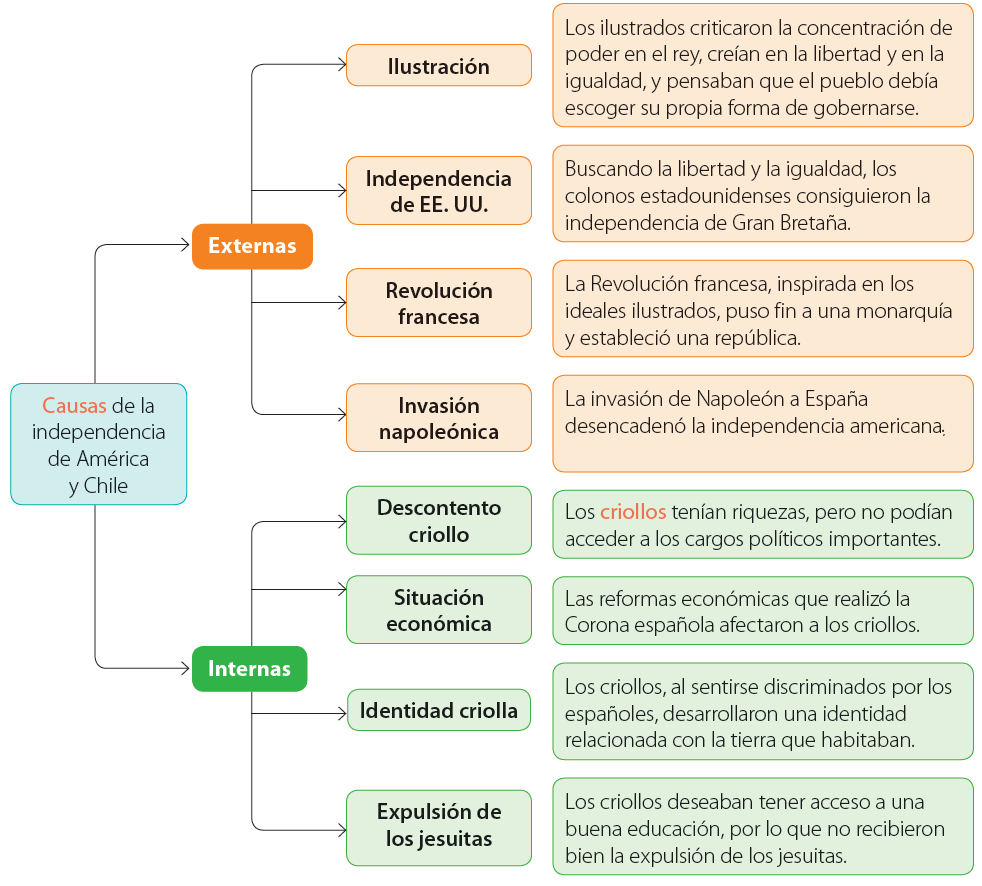 Causas de la
independencia
de América
y Chile
Externas
Ilustración
Los ilustrados criticaron la concentración de
poder en el rey, creían en la libertad y en la
igualdad, y pensaban que el pueblo debía
escoger su propia forma de gobernarse.
Independencia
de EE. UU.
Buscando la libertad y la igualdad, los
colonos estadounidenses consiguieron la
independencia de Gran Bretaña.
Revolución
francesa
La Revolución francesa, inspirada en los
ideales ilustrados, puso fin a una monarquía
y estableció una república.
Invasión
napoleónica
La invasión de Napoleón a España
desencadenó la independencia americana.
Internas
Descontento
criollo
Los criollos tenían riquezas, pero no podían
acceder a los cargos políticos importantes.
Situación
económica
Las reformas económicas que realizó la
Corona española afectaron a los criollos.
Identidad criolla
Los criollos, al sentirse discriminados por los
españoles, desarrollaron una identidad
relacionada con la tierra que habitaban.
Expulsión de
los jesuitas
Los criollos deseaban tener acceso a una
buena educación, por lo que no recibieron
bien la expulsión de los jesuitas.